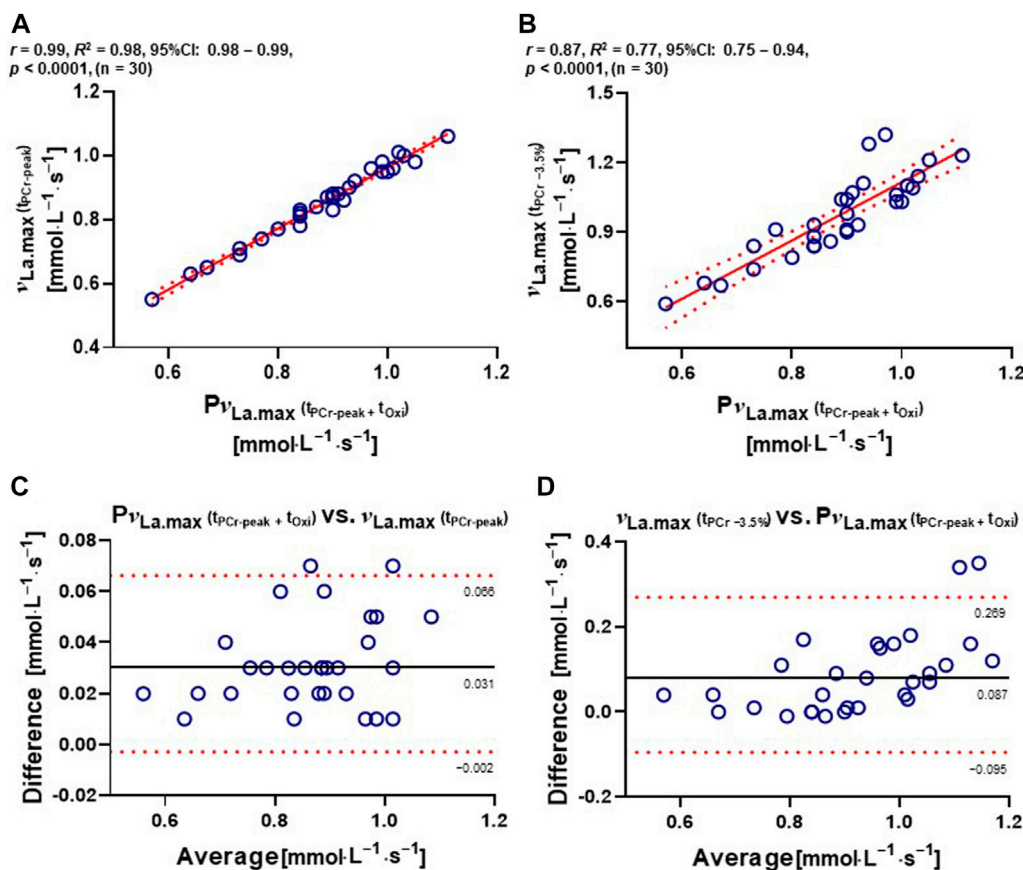 A
r = 0.99, R² = 0.98, 95%CI: 0.98 – 0.99,
p < 0.0001, (n = 30)
1.2
1.0
0.8
0.6
0.4
νLa.max (tPCr-peak)
[mmol·L⁻¹·s⁻¹]
0.6 0.8 1.0 1.2
PνLa.max (tPCr-peak + tOxi)
[mmol·L⁻¹·s⁻¹]
B
r = 0.87, R² = 0.77, 95%CI: 0.75 – 0.94,
p < 0.0001, (n = 30)
1.5
1.2
0.9
0.6
νLa.max (tPCr −3.5%)
[mmol·L⁻¹·s⁻¹]
0.6 0.8 1.0 1.2
PνLa.max (tPCr-peak + tOxi)
[mmol·L⁻¹·s⁻¹]
C
PνLa.max (tPCr-peak + tOxi) VS. νLa.max (tPCr-peak)
0.08
0.06
0.04
0.02
0.00
-0.02
Difference [mmol·L⁻¹·s⁻¹]
0.066
0.031
−0.002
0.6 0.8 1.0 1.2
Average [mmol·L⁻¹·s⁻¹]
D
νLa.max (tPCr −3.5%) VS. PνLa.max (tPCr-peak + tOxi)
0.4
0.2
0.0
-0.2
Difference [mmol·L⁻¹·s⁻¹]
0.269
0.087
−0.095
0.6 0.8 1.0 1.2
Average [mmol·L⁻¹·s⁻¹]